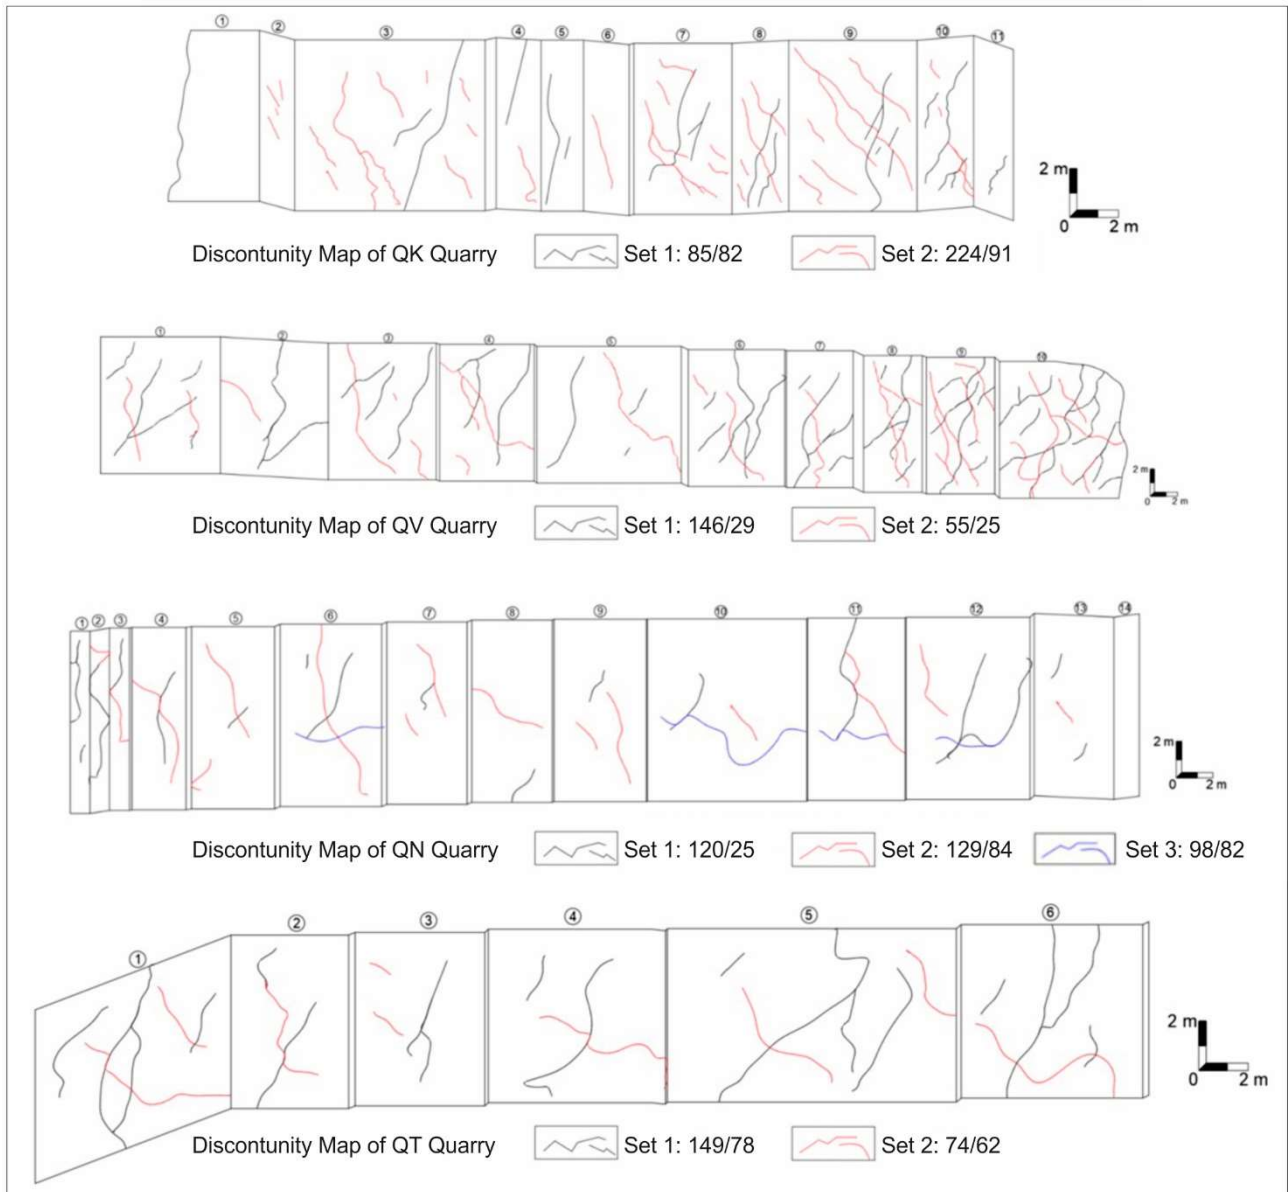 ① ② ③ ④ ⑤ ⑥ ⑦ ⑧ ⑨ ⑩ ⑪
2 m
0 2 m
Discontunity Map of QK Quarry Set 1: 85/82 Set 2: 224/91
① ② ③ ④ ⑤ ⑥ ⑦ ⑧ ⑨ ⑩
2 m
0 2 m
Discontunity Map of QV Quarry Set 1: 146/29 Set 2: 55/25
① ② ③ ④ ⑤ ⑥ ⑦ ⑧ ⑨ ⑩ ⑪ ⑫ ⑬ ⑭
2 m
0 2 m
Discontunity Map of QN Quarry Set 1: 120/25 Set 2: 129/84 Set 3: 98/82
① ② ③ ④ ⑤ ⑥
2 m
0 2 m
Discontunity Map of QT Quarry Set 1: 149/78 Set 2: 74/62